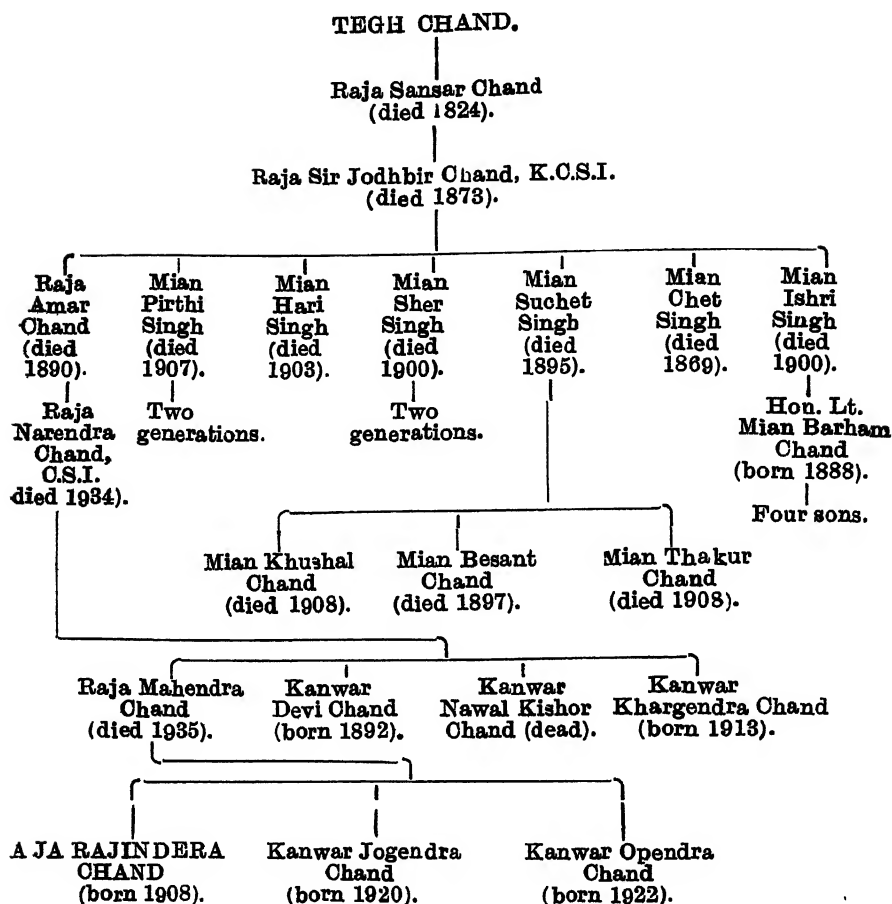 TEGH CHAND.
Raja Sansar Chand
(died 1824).
Raja Sir Jodhbir Chand, K.C.S.I.
(died 1873).
Raja
Amar
Chand
(died
1890).
Mian
Pirthi
Singh
(died
1907).
Mian
Hari
Singh
(died
1903).
Mian
Sher
Singh
(died
1900).
Mian
Suchet
Singh
(died
1895).
Mian
Chet
Singh
(died
1869).
Mian
Ishri
Singh
(died
1900).
Raja
Narendra
Chand,
C.S.I.
died 1934).
Two
generations.
Two
generations.
Hon. Lt.
Mian Barham
Chand
(born 1888).
Four sons.
Mian Khushal
Chand
(died 1908).
Mian Besant
Chand
(died 1897).
Mian Thakur
Chand
(died 1908).
Raja Mahendra
Chand
(died 1935).
Kanwar
Devi Chand
(born 1892).
Kanwar
Nawal Kishor
Chand (dead).
Kanwar
Khargendra Chand
(born 1913).
A JA RAJINDERA
CHAND
(born 1908).
Kanwar Jogendra
Chand
(born 1920).
Kanwar Opendra
Chand
(born 1922).